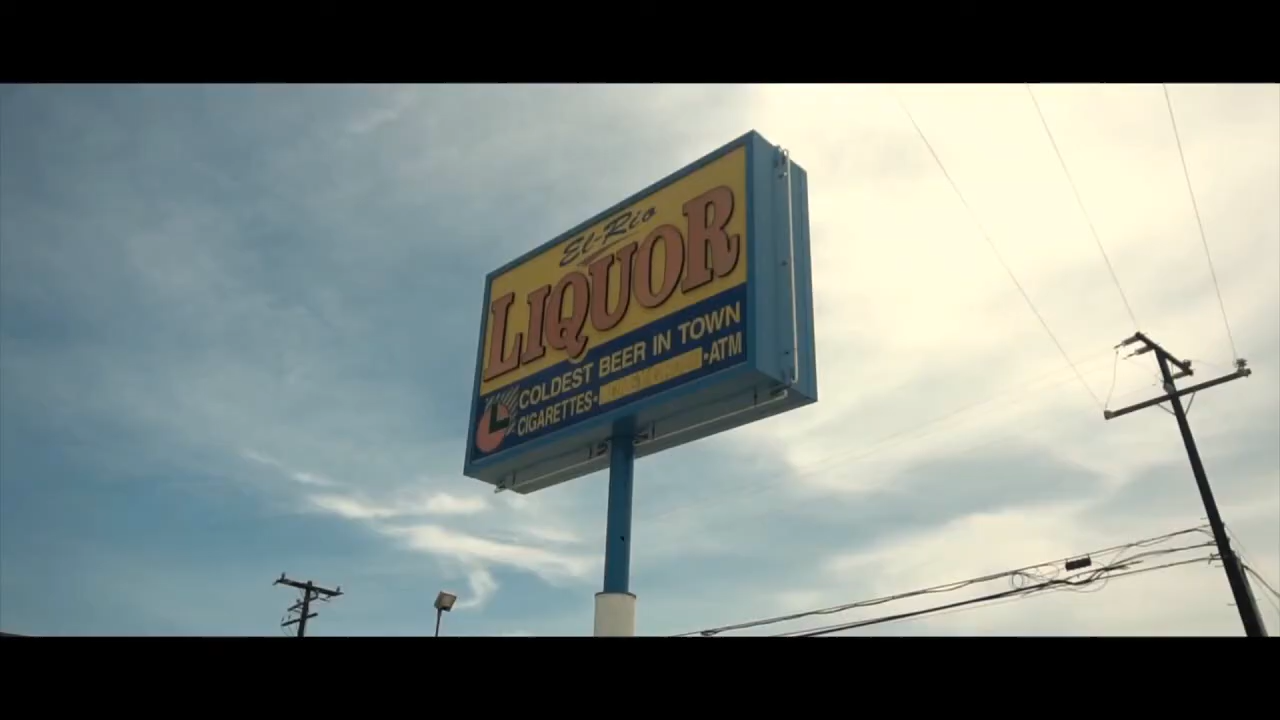 El-Rio
LIQUOR
COLDEST BEER IN TOWN
CIGARETTES• •ATM